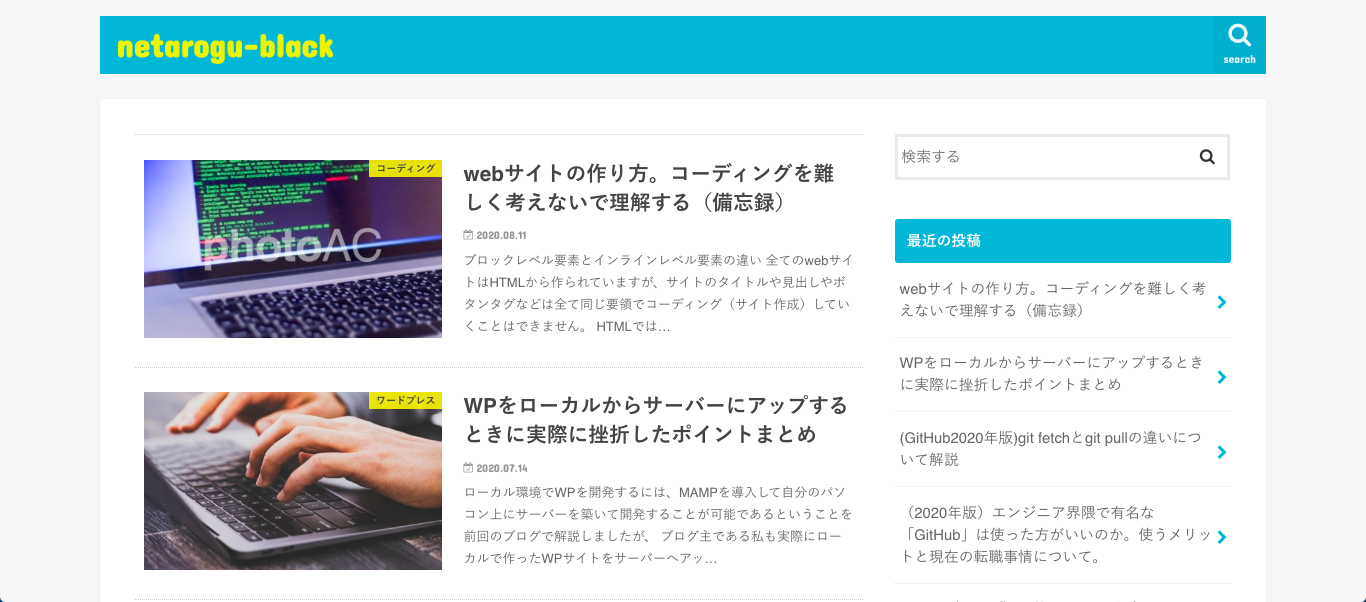 netarogu-black
search
コーディング
photoAC
webサイトの作り方。コーディングを難
しく考えないで理解する（備忘録）
2020.08.11
ブロックレベル要素とインラインレベル要素の違い 全てのwebサイ
トはHTMLから作られていますが、サイトのタイトルや見出しやボ
タンタグなどは全て同じ要領でコーディング（サイト作成）してい
くことはできません。 HTMLでは…
ワードプレス
WPをローカルからサーバーにアップする
ときに実際に挫折したポイントまとめ
2020.07.14
ローカル環境でWPを開発するには、MAMPを導入して自分のパソ
コン上にサーバーを築いて開発することが可能であるということを
前回のブログで解説しましたが、 ブログ主である私も実際にロー
カルで作ったWPサイトをサーバーへアッ…
検索する
最近の投稿
webサイトの作り方。コーディングを難しく考
えないで理解する（備忘録）
WPをローカルからサーバーにアップするとき
に実際に挫折したポイントまとめ
(GitHub2020年版)git fetchとgit pullの違いにつ
いて解説
（2020年版）エンジニア界隈で有名な
「GitHub」は使った方がいいのか。使うメリッ
トと現在の転職事情について。